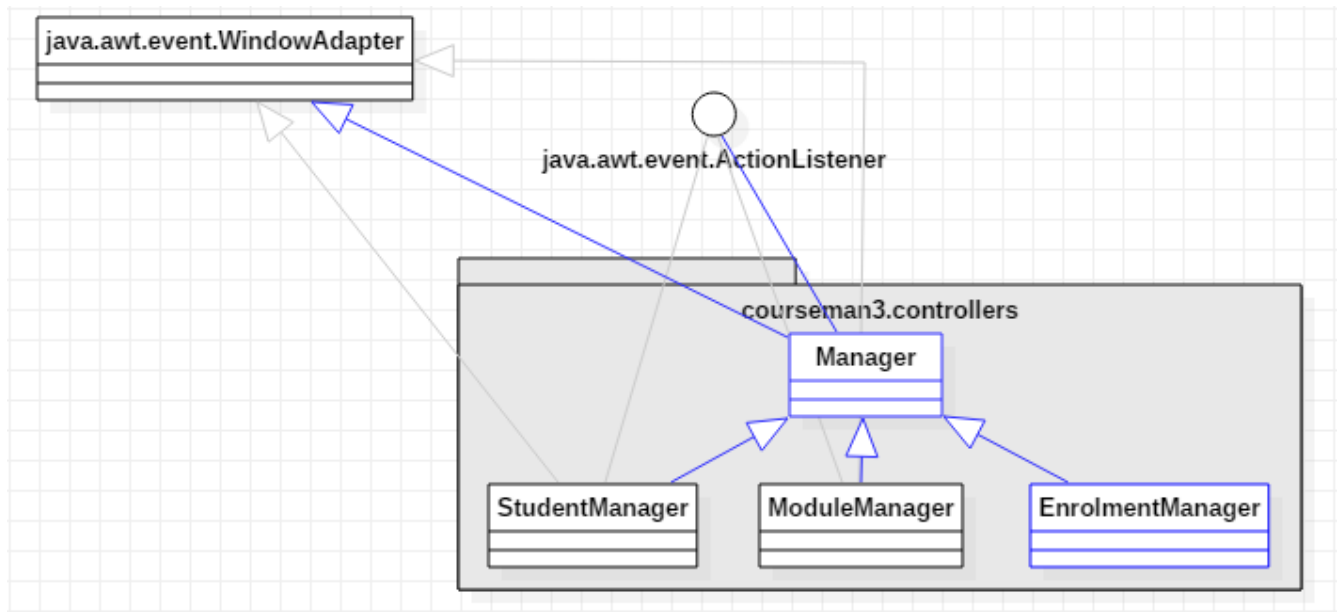 java.awt.event.WindowAdapter
java.awt.event.ActionListener
courseman3.controllers
Manager
StudentManager
ModuleManager
EnrolmentManager